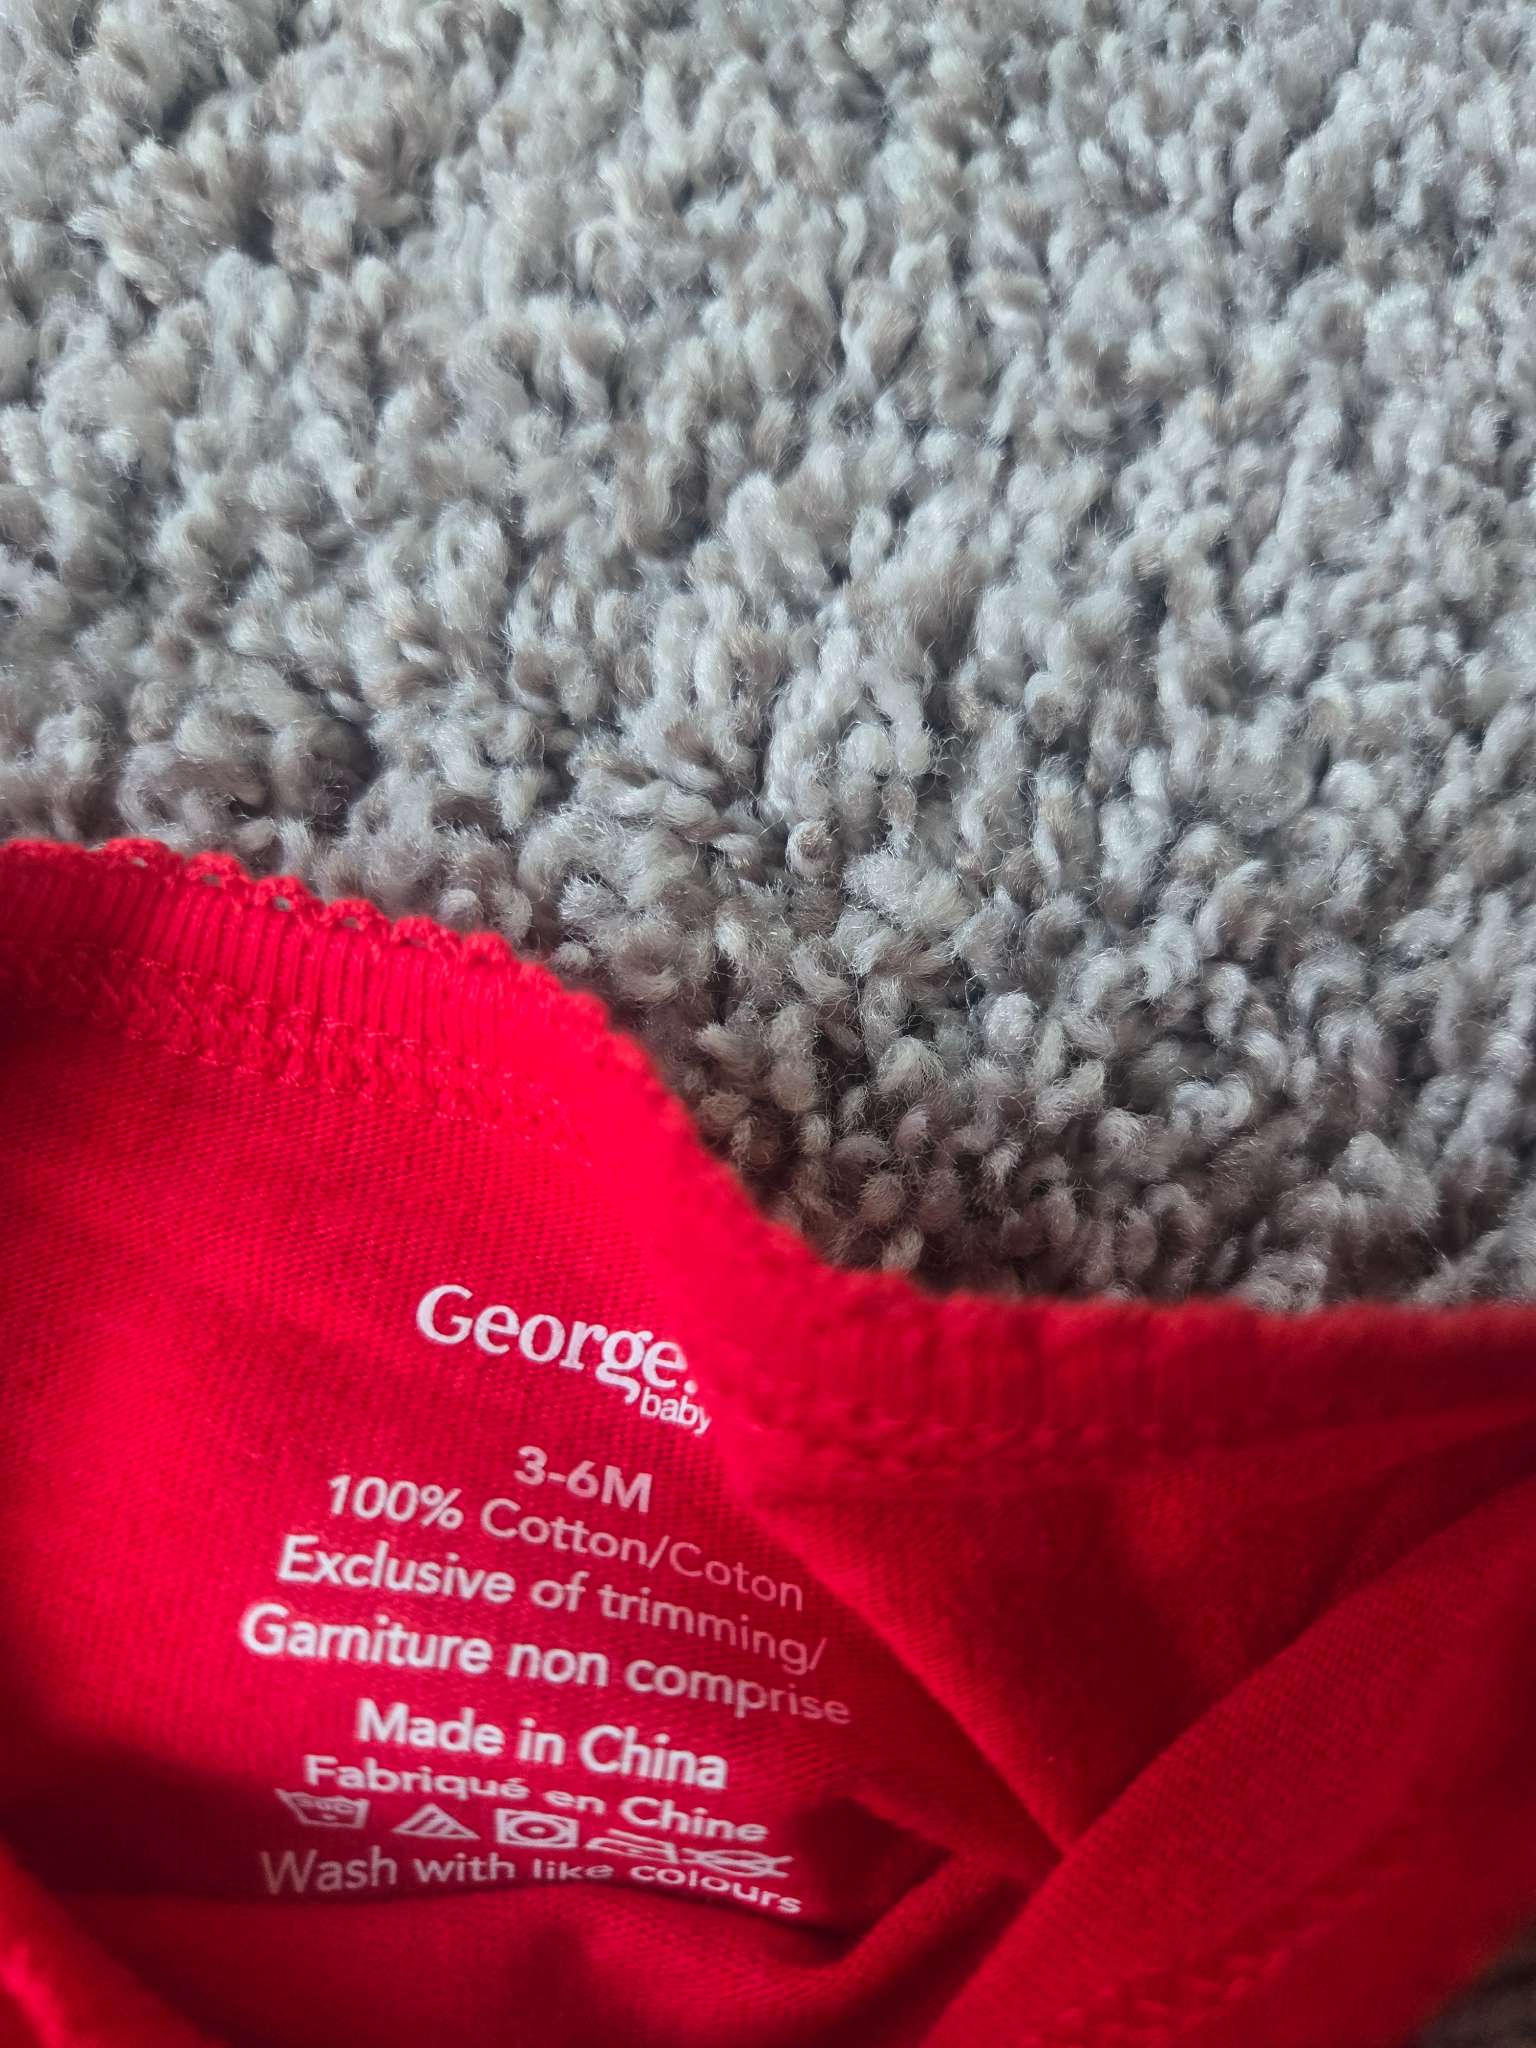 George.
baby
3-6M
100% Cotton/Coton
Exclusive of trimming/
Garniture non comprise
Made in China
Fabriqué en Chine
Wash with like colours